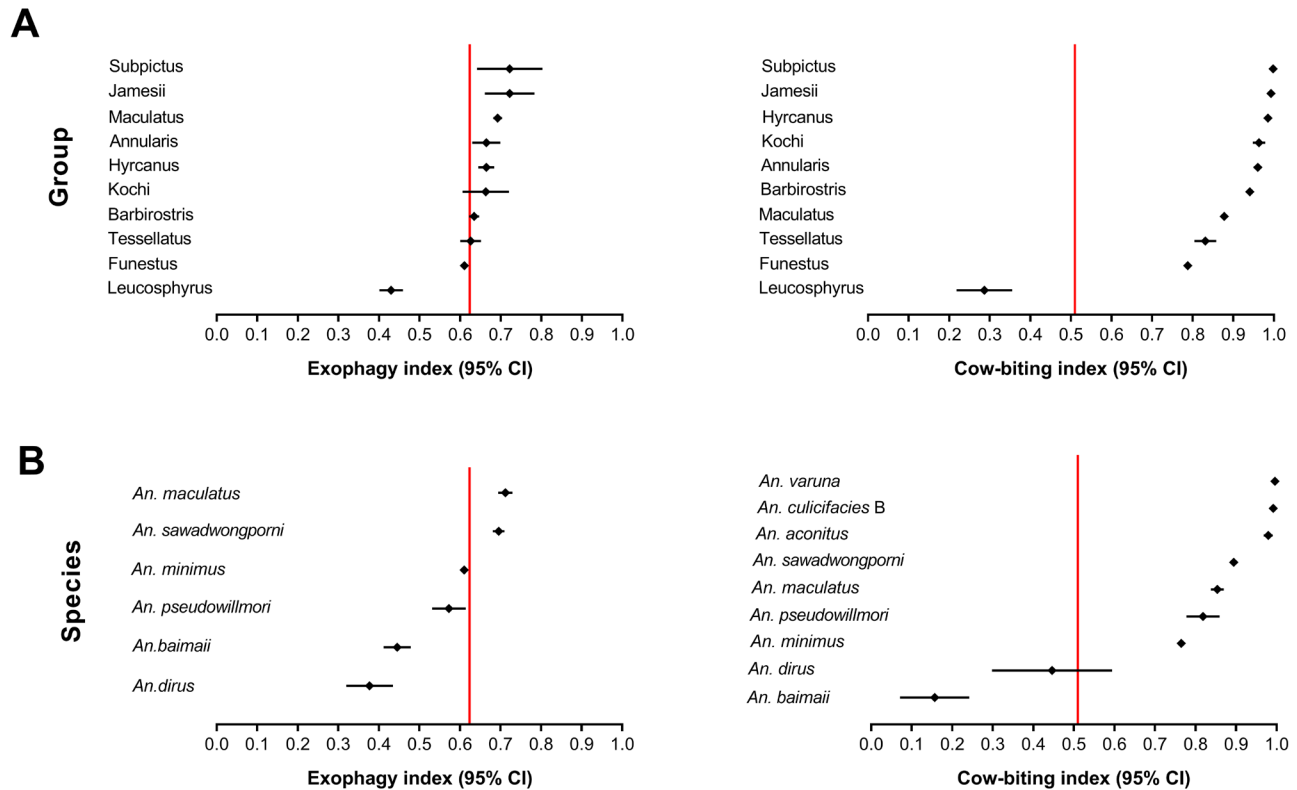 A
Group
Subpictus
Jamesii
Maculatus
Annularis
Hyrcanus
Kochi
Barbirostris
Tessellatus
Funestus
Leucosphyrus
0.0 0.1 0.2 0.3 0.4 0.5 0.6 0.7 0.8 0.9 1.0
Exophagy index (95% CI)
Subpictus
Jamesii
Hyrcanus
Kochi
Annularis
Barbirostris
Maculatus
Tessellatus
Funestus
Leucosphyrus
0.0 0.1 0.2 0.3 0.4 0.5 0.6 0.7 0.8 0.9 1.0
Cow-biting index (95% CI)
B
Species
An. maculatus
An. sawadwongporni
An. minimus
An. pseudowillmori
An.baimaii
An.dirus
0.0 0.1 0.2 0.3 0.4 0.5 0.6 0.7 0.8 0.9 1.0
Exophagy index (95% CI)
An. varuna
An. culicifacies B
An. aconitus
An. sawadwongporni
An. maculatus
An. pseudowillmori
An. minimus
An. dirus
An. baimaii
0.0 0.1 0.2 0.3 0.4 0.5 0.6 0.7 0.8 0.9 1.0
Cow-biting index (95% CI)